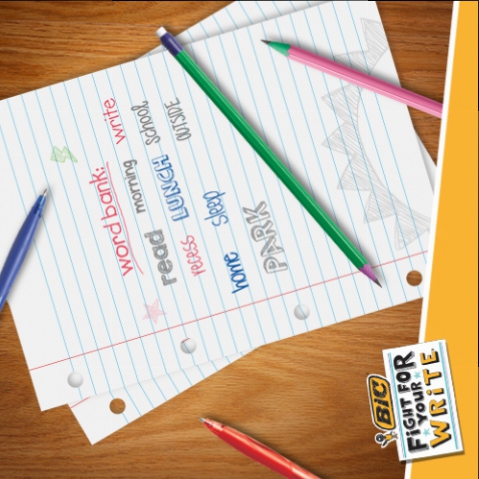 word bank: write
read morning school
recess LUNCH OUTSIDE
home sleep
PARK
BiC
FiGHT FOR
YOUR
WRiTE